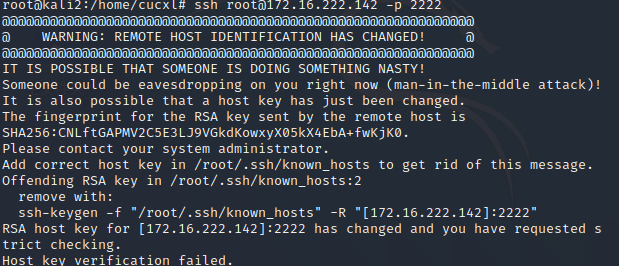 root@kali2:/home/cucxl# ssh root@172.16.222.142 -p 2222
@@@@@@@@@@@@@@@@@@@@@@@@@@@@@@@@@@@@@@@@@@@@@@@@@@@@@@@@@@@
@    WARNING: REMOTE HOST IDENTIFICATION HAS CHANGED!     @
@@@@@@@@@@@@@@@@@@@@@@@@@@@@@@@@@@@@@@@@@@@@@@@@@@@@@@@@@@@
IT IS POSSIBLE THAT SOMEONE IS DOING SOMETHING NASTY!
Someone could be eavesdropping on you right now (man-in-the-middle attack)!
It is also possible that a host key has just been changed.
The fingerprint for the RSA key sent by the remote host is
SHA256:CNLftGAPMV2C5E3LJ9VGkdKowxyX05kX4EbA+fwKjK0.
Please contact your system administrator.
Add correct host key in /root/.ssh/known_hosts to get rid of this message.
Offending RSA key in /root/.ssh/known_hosts:2
  remove with:
  ssh-keygen -f "/root/.ssh/known_hosts" -R "[172.16.222.142]:2222"
RSA host key for [172.16.222.142]:2222 has changed and you have requested s
trict checking.
Host key verification failed.